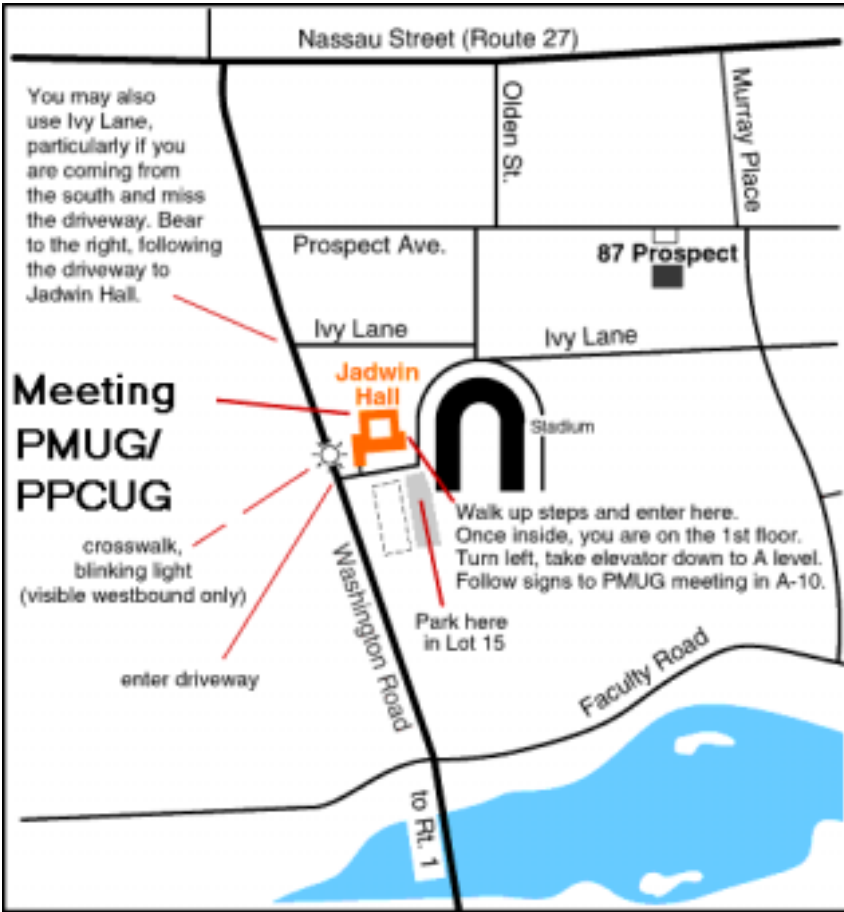 Nassau Street (Route 27)
You may also
use Ivy Lane,
particularly if you
are coming from
the south and miss
the driveway. Bear
to the right, following
the driveway to
Jadwin Hall.
Olden St.
Murray Place
Prospect Ave.
87 Prospect
Ivy Lane
Ivy Lane
Jadwin
Hall
Meeting
PMUG/
PPCUG
Stadium
Walk up steps and enter here.
Once inside, you are on the 1st floor.
Turn left, take elevator down to A level.
Follow signs to PMUG meeting in A-10.
crosswalk,
blinking light
(visible westbound only)
Park here
in Lot 15
enter driveway
Washington Road
Faculty Road
to Rt. 1